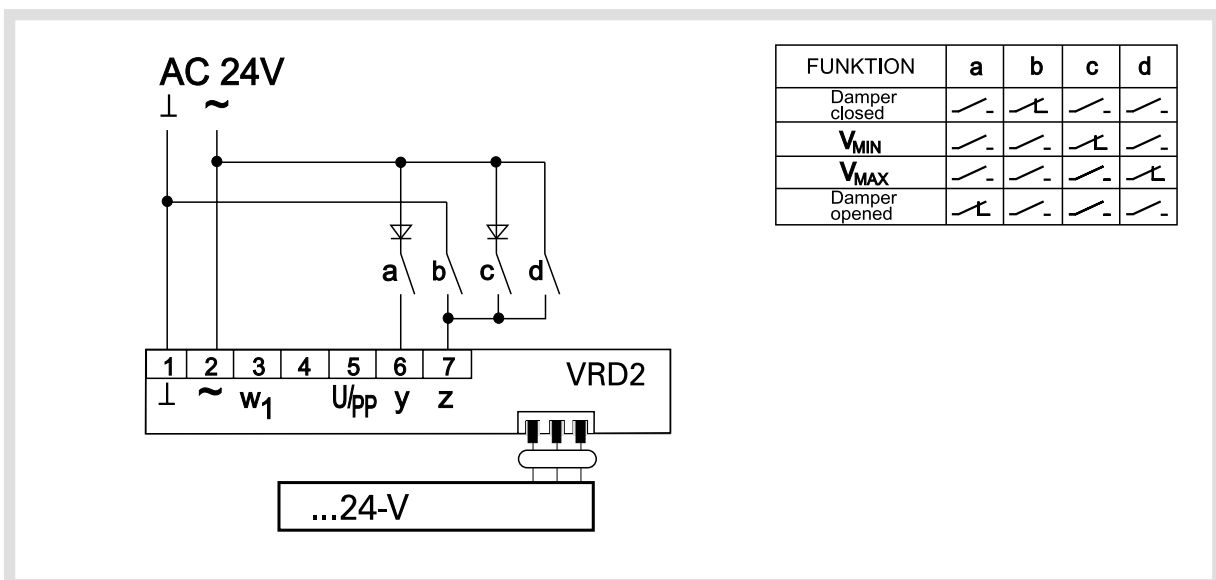 AC 24V
⊥ ~
a b c d
1 2 3 4 5 6 7
⊥ ~ w1 U/pp y z
VRD2
...24-V
FUNKTION a b c d
Damper
closed
VMIN
VMAX
Damper
opened